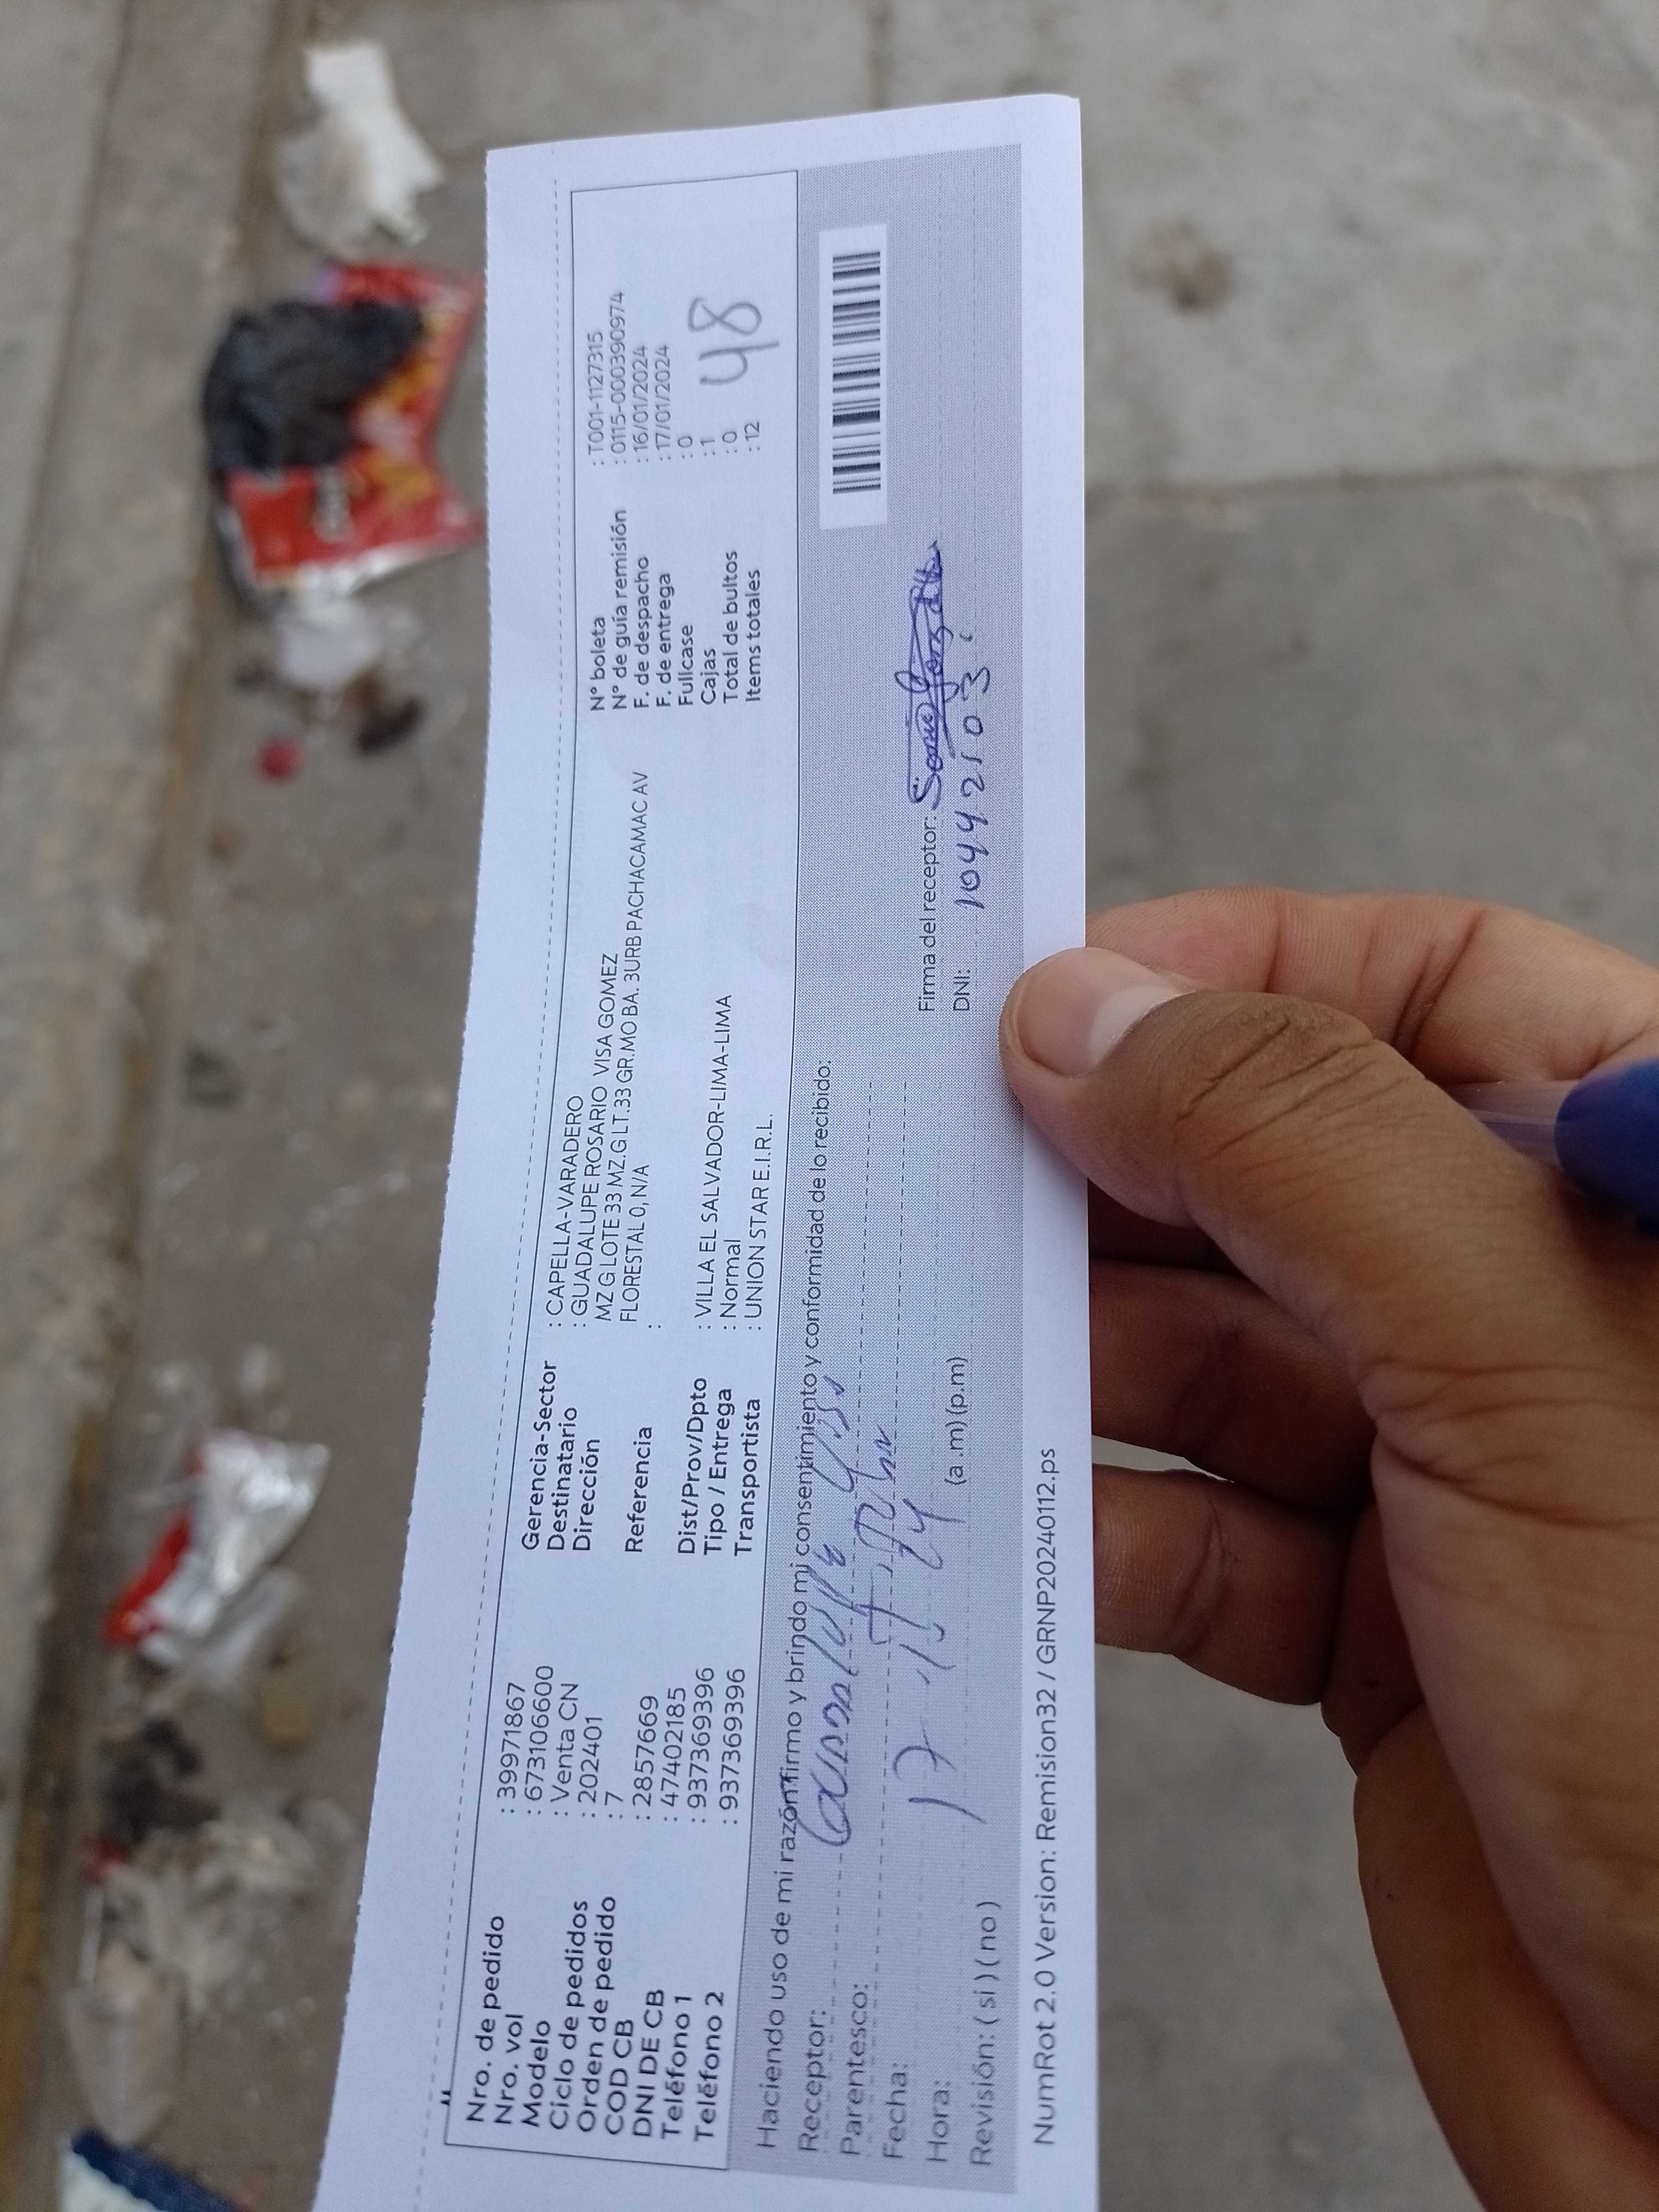 Nro. de pedido : 39971867
Nro. vol : 6731066600
Modelo : Venta CN
Ciclo de pedidos : 202401
Orden de pedido : 7
COD CB : 2857669
DNI DE CB : 47402185
Teléfono 1 : 937369396
Teléfono 2 : 937369396
Gerencia-Sector : CAPELLA-VARADERO
Destinatario : GUADALUPE ROSARIO VISA GOMEZ
Dirección MZ G LOTE 33 MZ.G LT.33 GR.MO BA. 3URB PACHACAMAC AV
FLORESTAL 0, N/A
Referencia :
Dist/Prov/Dpto : VILLA EL SALVADOR-LIMA-LIMA
Tipo / Entrega : Normal
Transportista : UNION STAR E.I.R.L.
N° boleta : T001-1127315
N° de guía remisión : 0115-0003909​74
F. de despacho : 16/01/2024
F. de entrega : 17/01/2024
Fullcase : 0
Cajas : 1
Total de bultos : 0
Items totales : 12
48
Haciendo uso de mi razón firmo y brindo mi consentimiento y conformidad de lo recibido:
Receptor: Guadalupe Visa
Parentesco:
Fecha:
Hora: (a.m) (p.m)
Revisión: ( si ) ( no )
Firma del receptor:
DNI: 10442103
NumRot 2.0 Version: Remision32 / GRNP20240112.ps